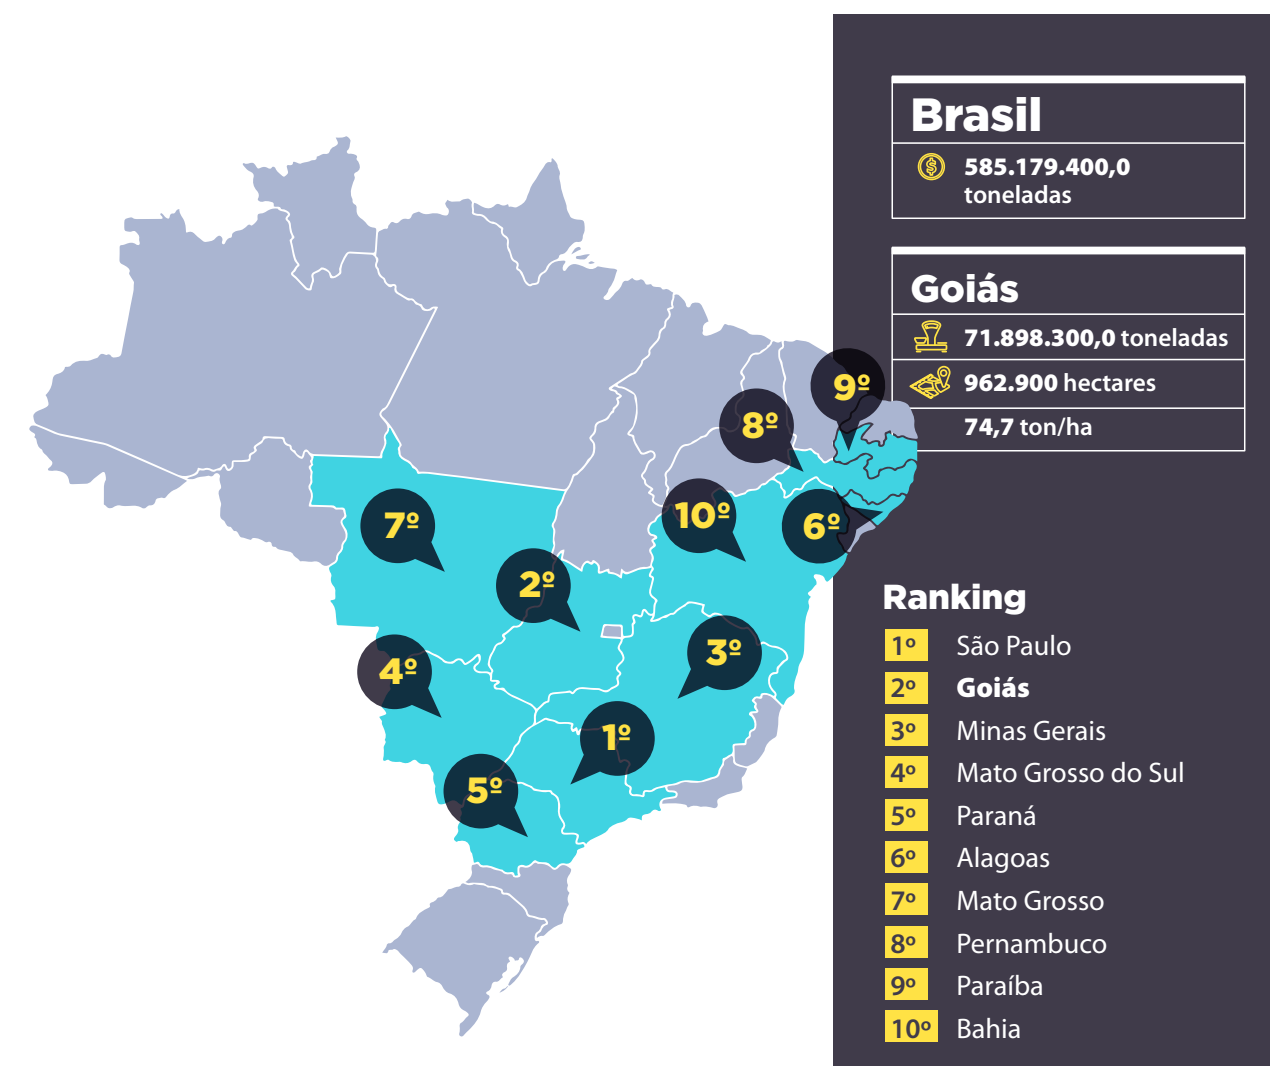 Brasil
585.179.400,0
toneladas
Goiás
71.898.300,0 toneladas
962.900 hectares
74,7 ton/ha
9º
8º
10º
6º
7º
2º
3º
4º
1º
5º
Ranking
1º São Paulo
2º Goiás
3º Minas Gerais
4º Mato Grosso do Sul
5º Paraná
6º Alagoas
7º Mato Grosso
8º Pernambuco
9º Paraíba
10º Bahia